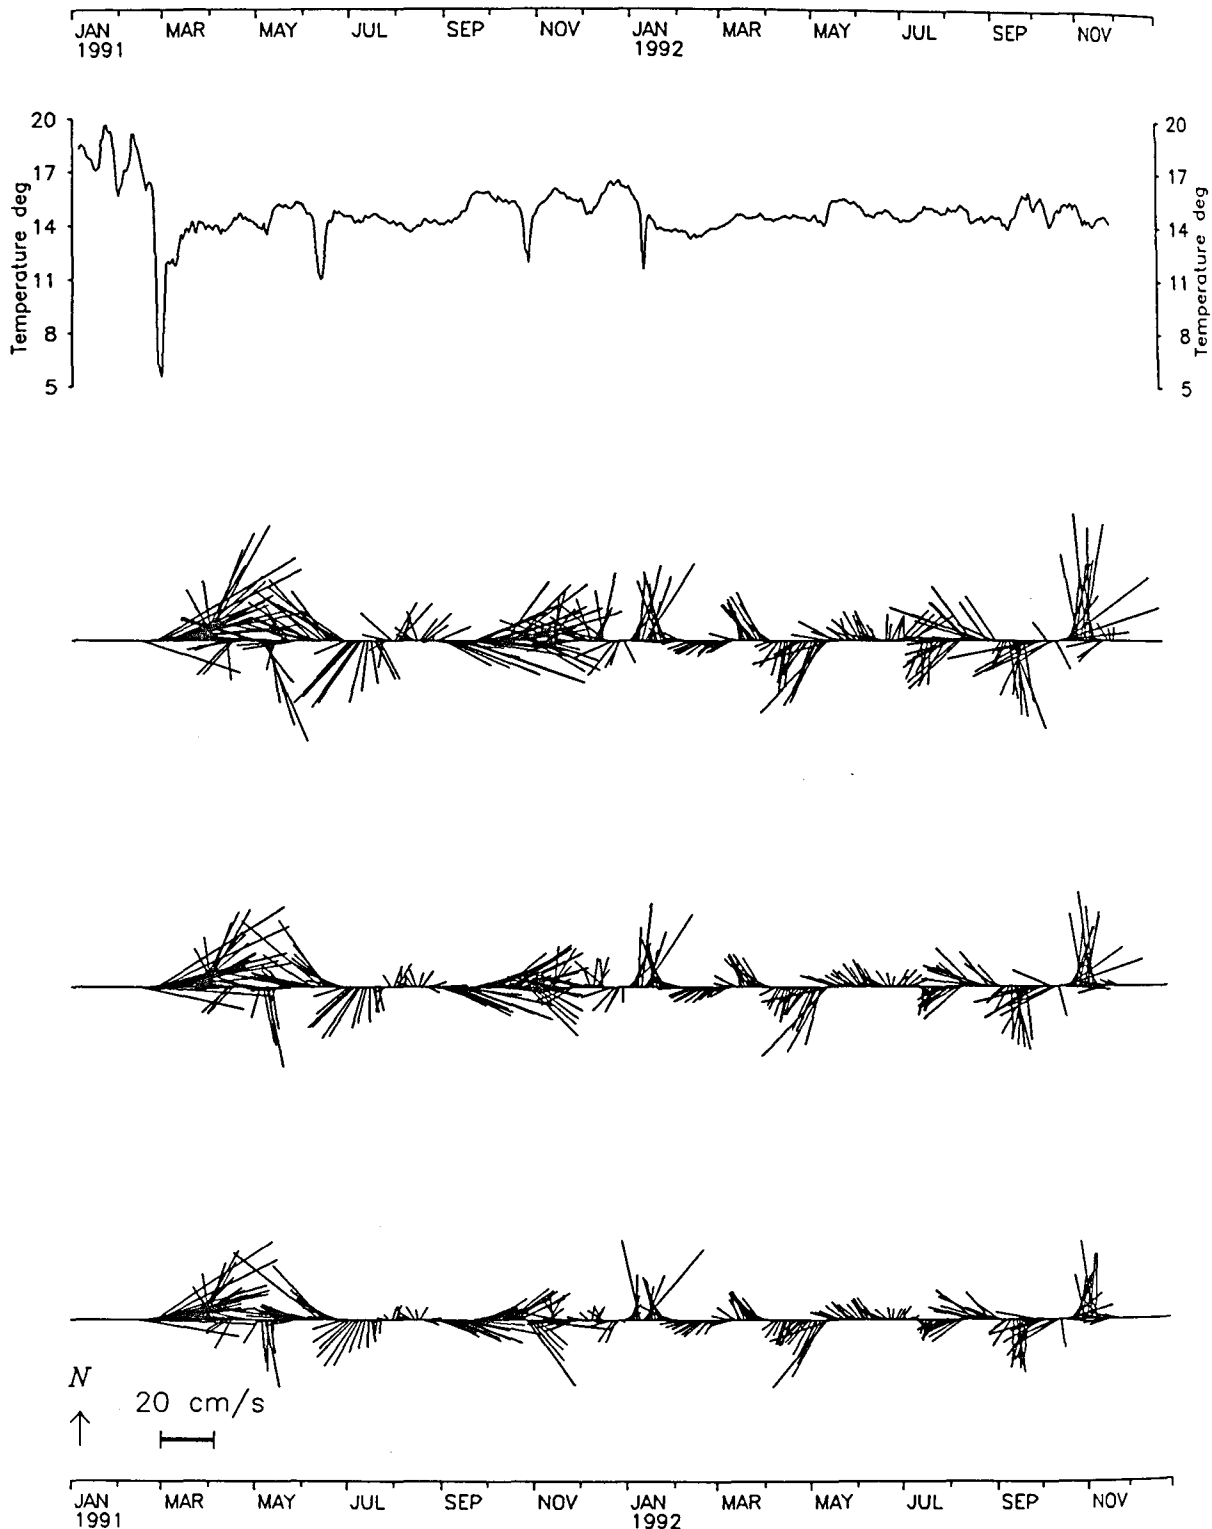 JAN MAR MAY JUL SEP NOV JAN MAR MAY JUL SEP NOV
1991 1992
20 20
17 17
14 14
11 11
8 8
5 5
Temperature deg
Temperature deg
N
20 cm/s
JAN MAR MAY JUL SEP NOV JAN MAR MAY JUL SEP NOV
1991 1992